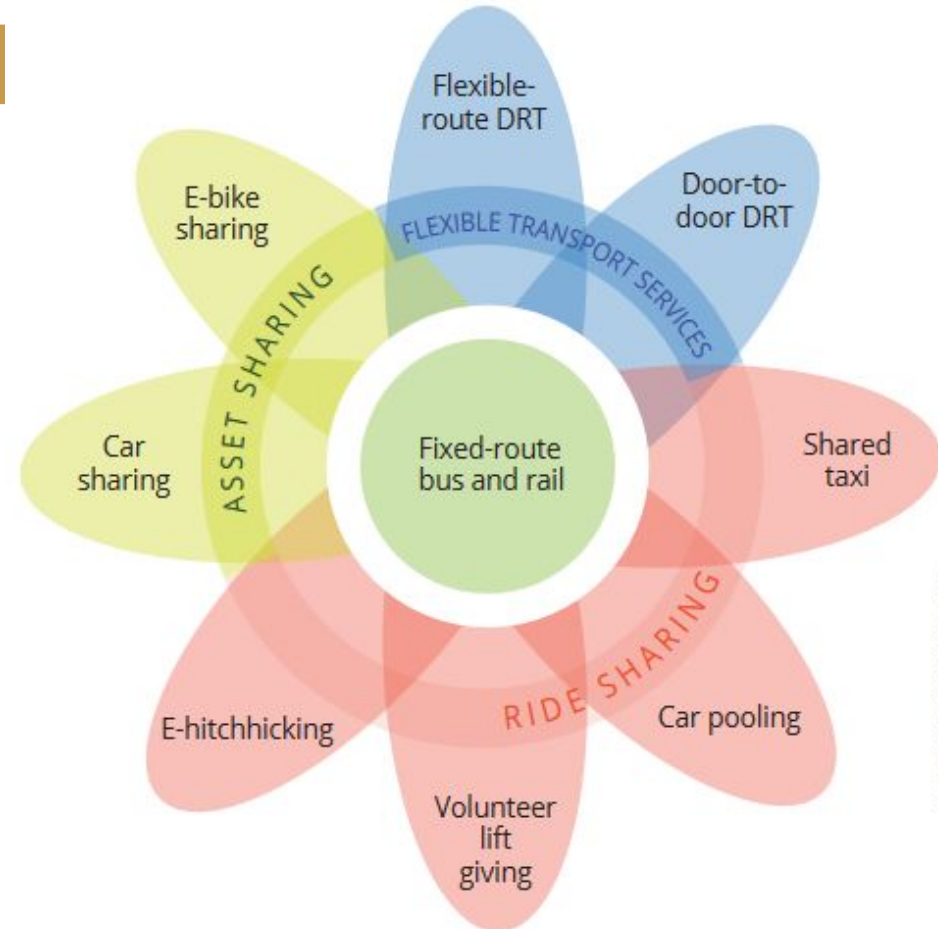 Flexible-
route DRT
Door-to-
door DRT
E-bike
sharing
FLEXIBLE TRANSPORT SERVICES
ASSET SHARING
Car
sharing
Fixed-route
bus and rail
Shared
taxi
RIDE SHARING
E-hitchhicking
Car pooling
Volunteer
lift
giving